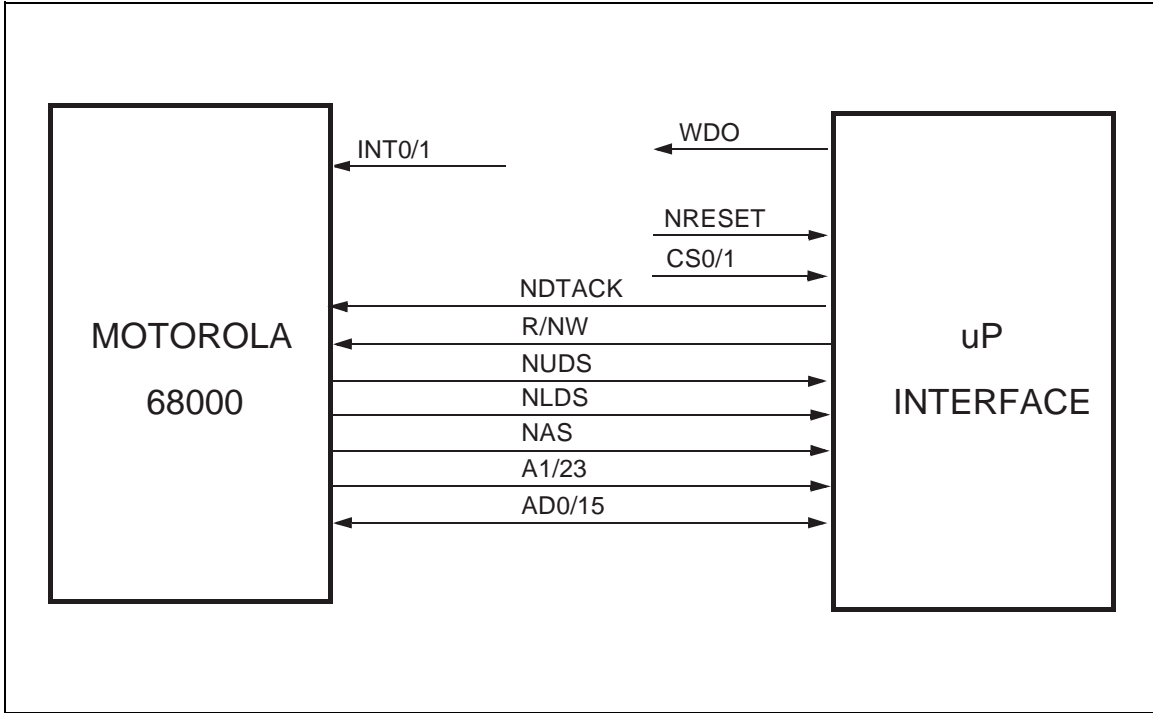 WDO
INT0/1
NRESET
CS0/1
NDTACK
R/NW
NUDS
NLDS
NAS
A1/23
AD0/15
MOTOROLA
68000
uP
INTERFACE